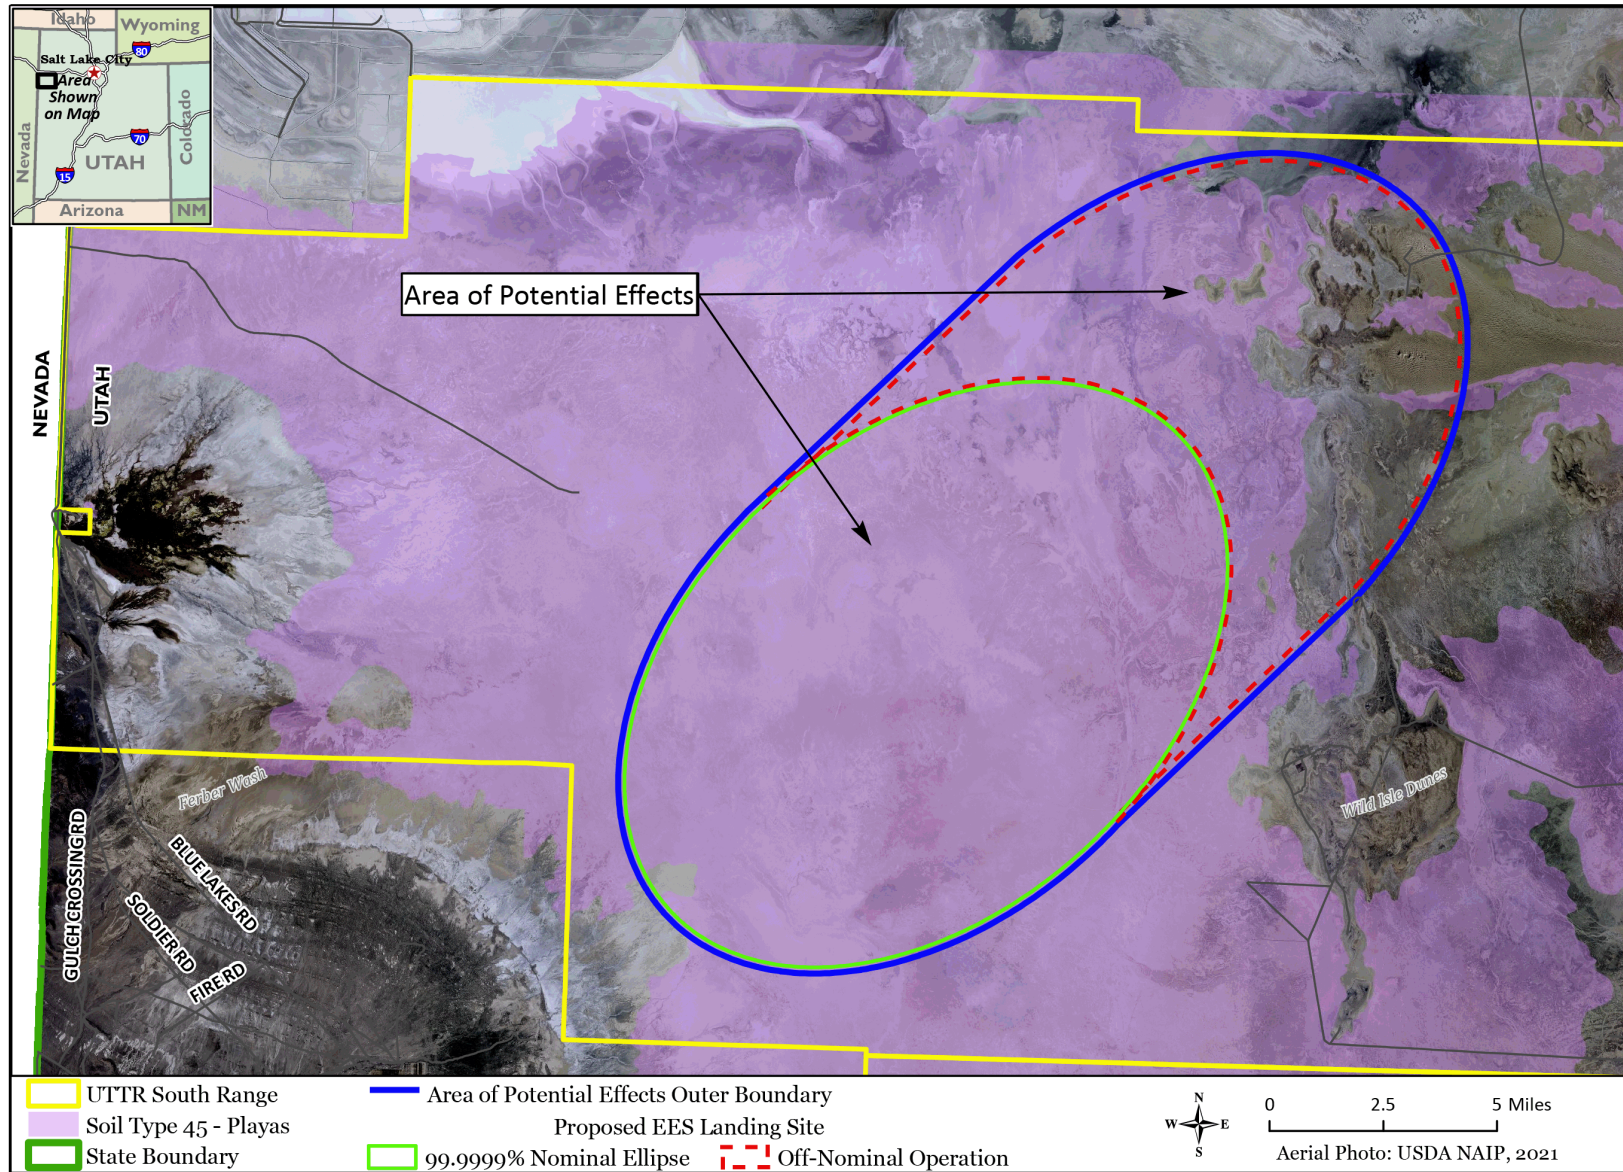 Idaho
Wyoming
80
Salt Lake City
Area
Shown
on Map
Nevada
Colorado
70
UTAH
15
Arizona
NM
Area of Potential Effects
NEVADA
UTAH
Ferber Wash
Wild Isle Dunes
GULCH CROSSING RD
BLUE LAKES RD
SOLDIER RD
FIRE RD
UTTR South Range
Area of Potential Effects Outer Boundary
Soil Type 45 - Playas
Proposed EES Landing Site
State Boundary
99.9999% Nominal Ellipse
Off-Nominal Operation
N
W E
S
0 2.5 5 Miles
Aerial Photo: USDA NAIP, 2021